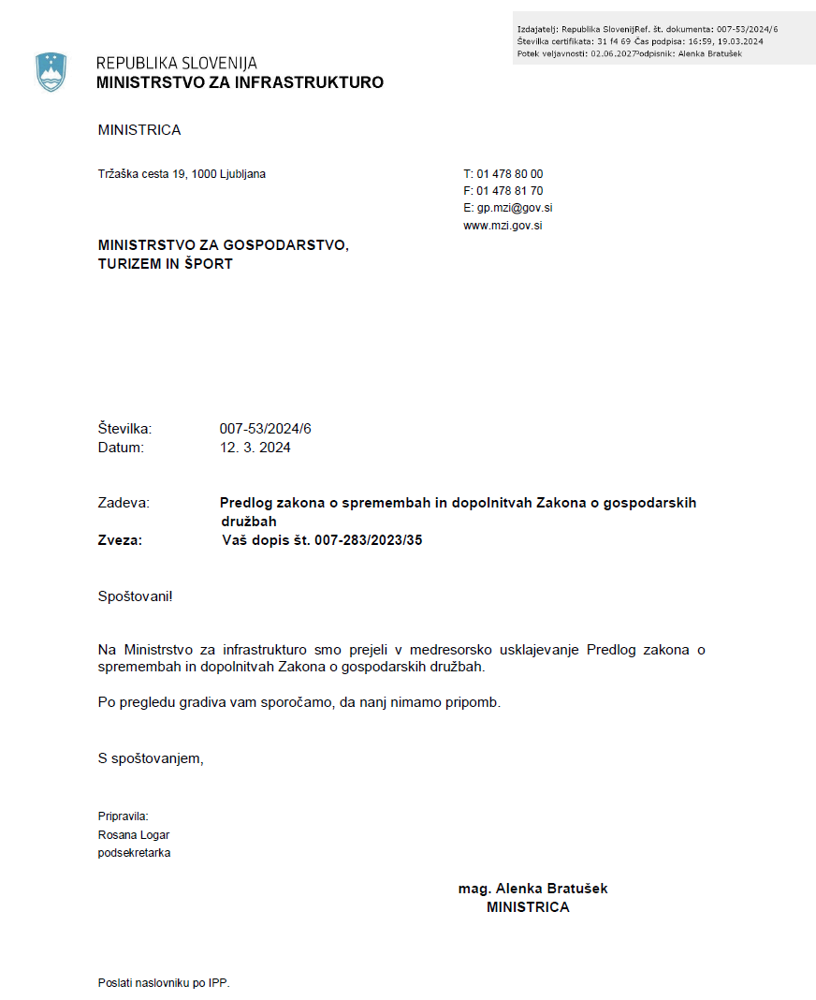 Izdajatelj: Republika SlovenijRef. št. dokumenta: 007-53/2024/6
Številka certifikata: 31 f4 69 Čas podpisa: 16:59, 19.03.2024
Potek veljavnosti: 02.06.2027Podpisnik: Alenka Bratušek
REPUBLIKA SLOVENIJA
MINISTRSTVO ZA INFRASTRUKTURO
MINISTRICA
Tržaška cesta 19, 1000 Ljubljana
T: 01 478 80 00
F: 01 478 81 70
E: gp.mzi@gov.si
www.mzi.gov.si
MINISTRSTVO ZA GOSPODARSTVO,
TURIZEM IN ŠPORT
Številka: 007-53/2024/6
Datum: 12. 3. 2024
Zadeva: Predlog zakona o spremembah in dopolnitvah Zakona o gospodarskih
družbah
Zveza: Vaš dopis št. 007-283/2023/35
Spoštovani!
Na Ministrstvo za infrastrukturo smo prejeli v medresorsko usklajevanje Predlog zakona o
spremembah in dopolnitvah Zakona o gospodarskih družbah.
Po pregledu gradiva vam sporočamo, da nanj nimamo pripomb.
S spoštovanjem,
Pripravila:
Rosana Logar
podsekretarka
mag. Alenka Bratušek
MINISTRICA
Poslati naslovniku po IPP.